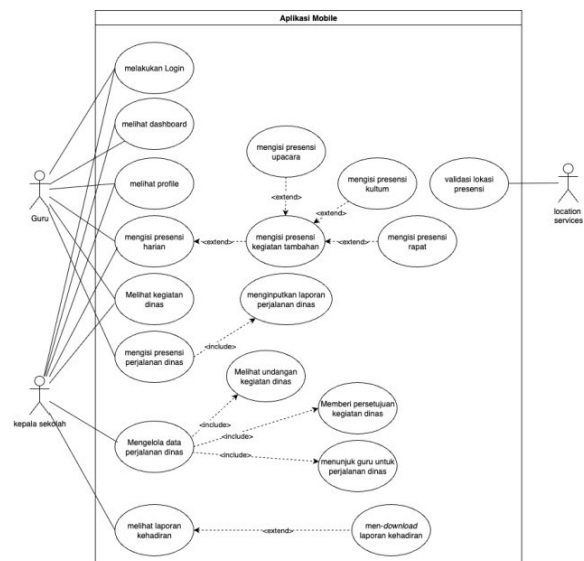 Aplikasi Mobile
melakukan Login
melihat dashboard
melihat profile
mengisi presensi
harian
Melihat kegiatan
dinas
mengisi presensi
perjalanan dinas
Mengelola data
perjalanan dinas
melihat laporan
kehadiran
Guru
kepala sekolah
mengisi presensi
upacara
mengisi presensi
kultum
mengisi presensi
kegiatan tambahan
mengisi presensi
rapat
validasi lokasi
presensi
location
services
<extend>
<extend>
<extend>
<extend>
menginputkan laporan
perjalanan dinas
<include>
Melihat undangan
kegiatan dinas
<include>
Memberi persetujuan
kegiatan dinas
<include>
menunjuk guru untuk
perjalanan dinas
<include>
<extend>
men-download
laporan kehadiran